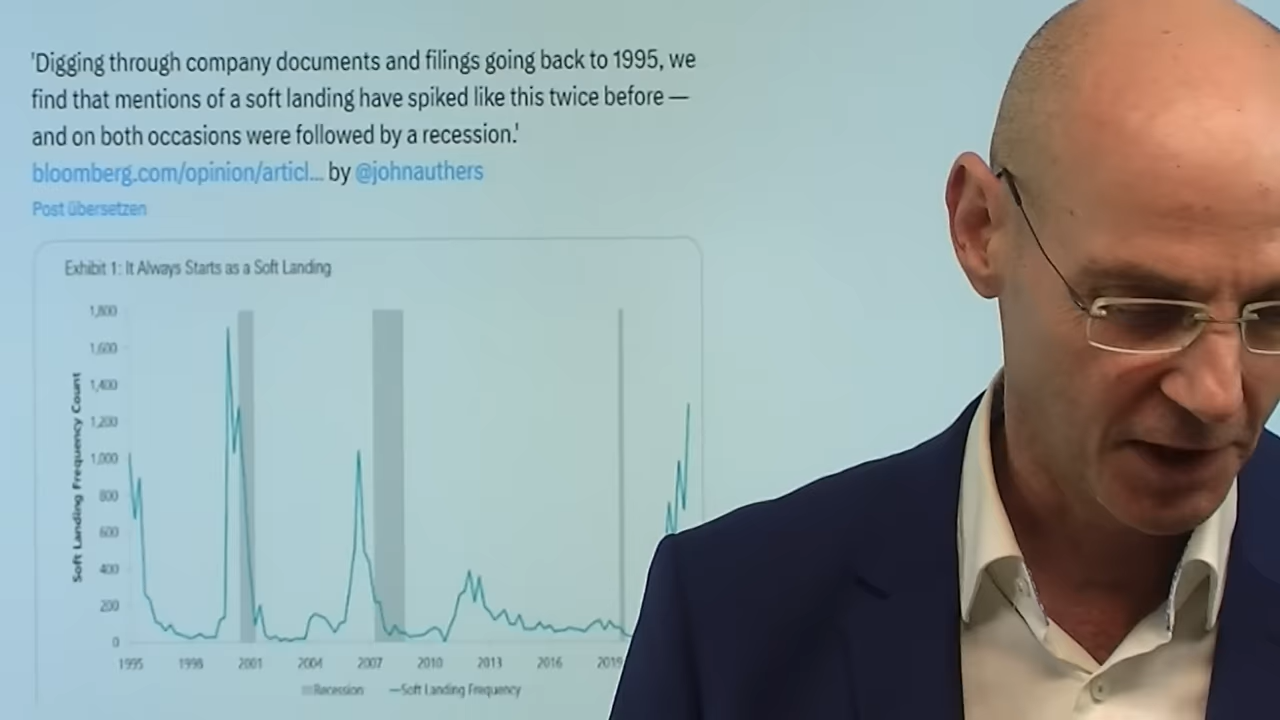 'Digging through company documents and filings going back to 1995, we
find that mentions of a soft landing have spiked like this twice before —
and on both occasions were followed by a recession.'
bloomberg.com/opinion/articl... by @johnauthers
Post übersetzen
Exhibit 1: It Always Starts as a Soft Landing
Soft Landing Frequency Count
1,800
1,600
1,400
1,200
1,000
800
600
400
200
0
1995 1998 2001 2004 2007 2010 2013 2016 2019
Recession Soft Landing Frequency